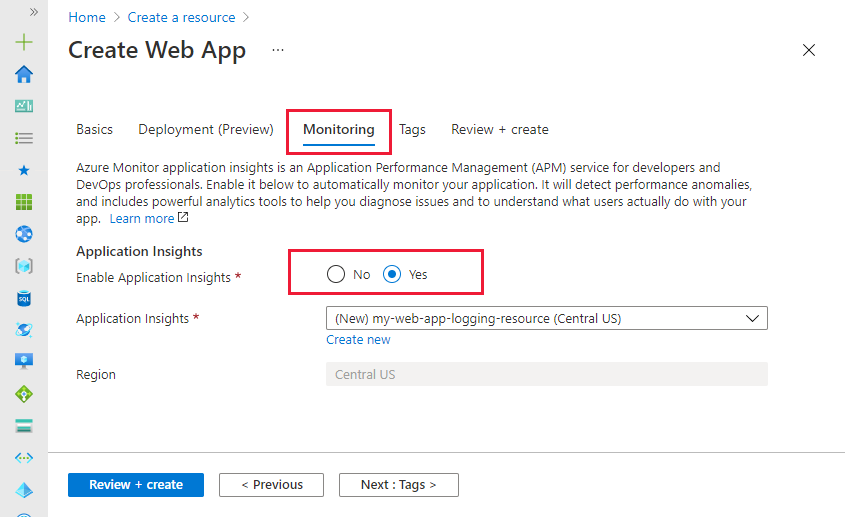 Home > Create a resource >
Create Web App ...
Basics Deployment (Preview) Monitoring Tags Review + create
Azure Monitor application insights is an Application Performance Management (APM) service for developers and
DevOps professionals. Enable it below to automatically monitor your application. It will detect performance anomalies,
and includes powerful analytics tools to help you diagnose issues and to understand what users actually do with your
app. Learn more
Application Insights
Enable Application Insights * No Yes
Application Insights * (New) my-web-app-logging-resource (Central US)
Create new
Region Central US
SQL
Review + create < Previous Next : Tags >